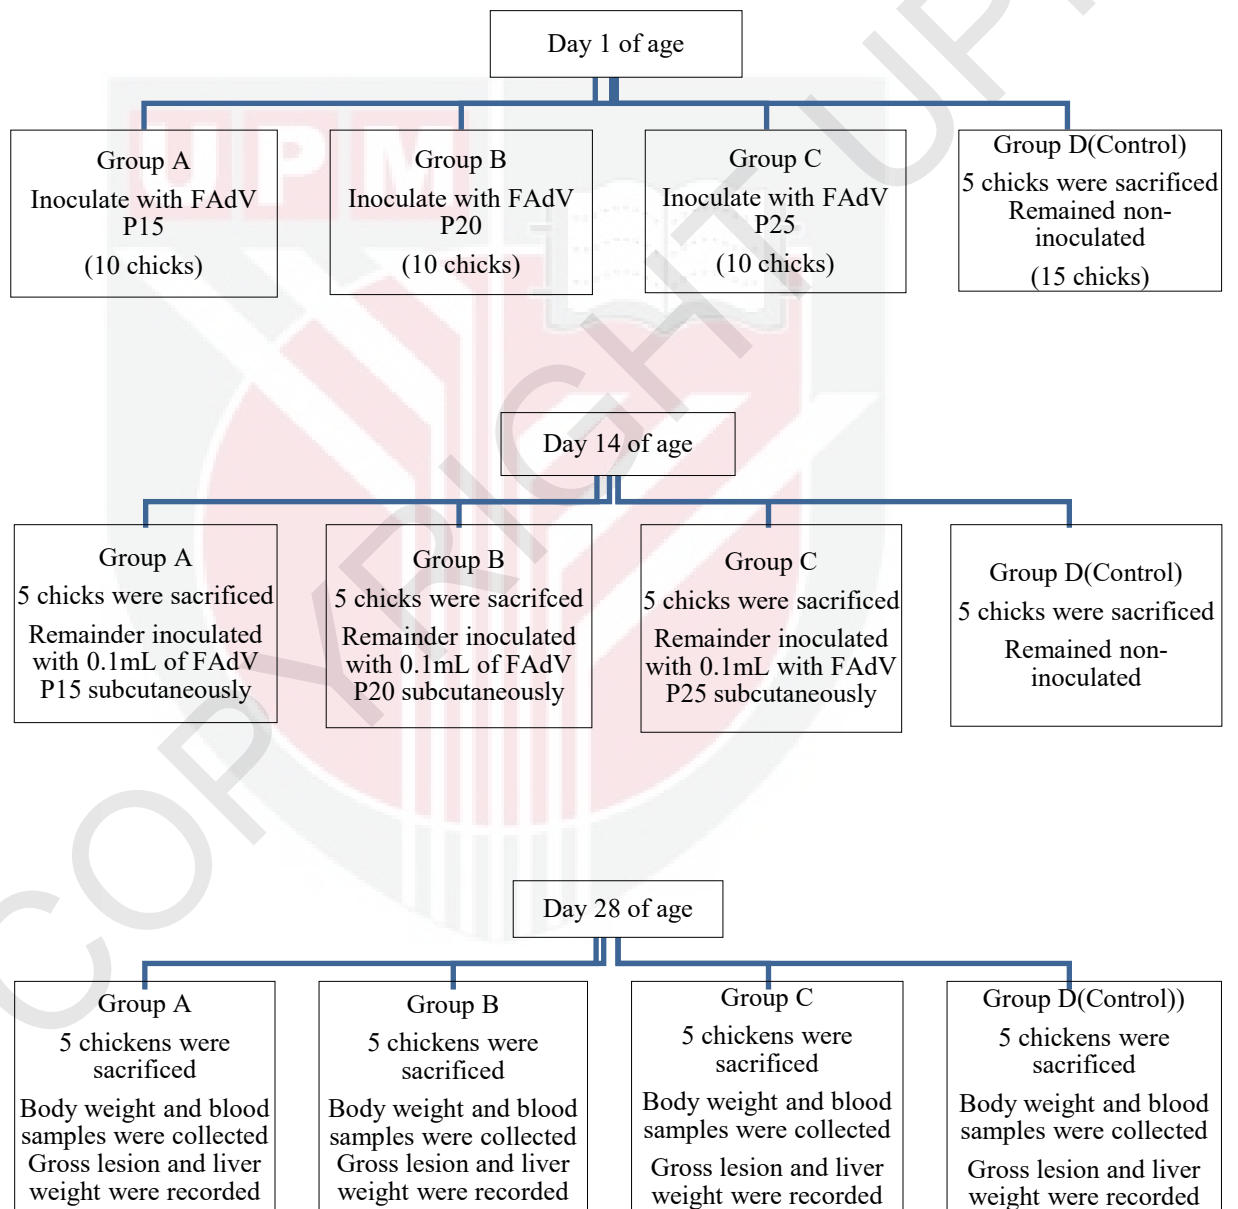 Day 1 of age
Group A
Inoculate with FAdV
P15
(10 chicks)
Group B
Inoculate with FAdV
P20
(10 chicks)
Group C
Inoculate with FAdV
P25
(10 chicks)
Group D(Control)
5 chicks were sacrificed
Remained non-
inoculated
(15 chicks)
Day 14 of age
Group A
5 chicks were sacrificed
Remainder inoculated
with 0.1mL of FAdV
P15 subcutaneously
Group B
5 chicks were sacrifced
Remainder inoculated
with 0.1mL of FAdV
P20 subcutaneously
Group C
5 chicks were sacrificed
Remainder inoculated
with 0.1mL with FAdV
P25 subcutaneously
Group D(Control)
5 chicks were sacrificed
Remained non-
inoculated
Day 28 of age
Group A
5 chickens were
sacrificed
Body weight and blood
samples were collected
Gross lesion and liver
weight were recorded
Group B
5 chickens were
sacrificed
Body weight and blood
samples were collected
Gross lesion and liver
weight were recorded
Group C
5 chickens were
sacrificed
Body weight and blood
samples were collected
Gross lesion and liver
weight were recorded
Group D(Control))
5 chickens were
sacrificed
Body weight and blood
samples were collected
Gross lesion and liver
weight were recorded
UPM
COPYRIGHT UPM